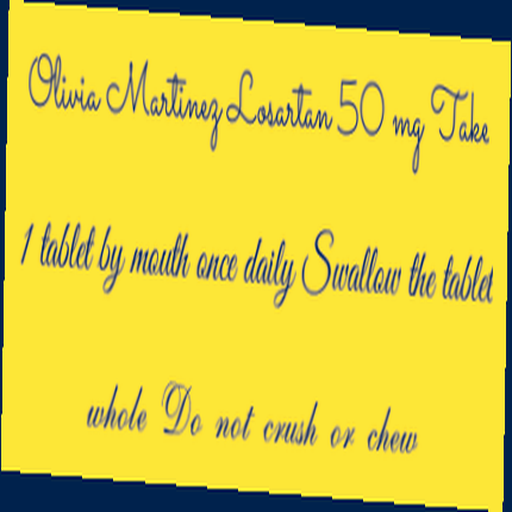 Olivia Martinez Losartan 50 mg Take
1 tablet by mouth once daily Swallow the tablet
whole Do not crush or chew